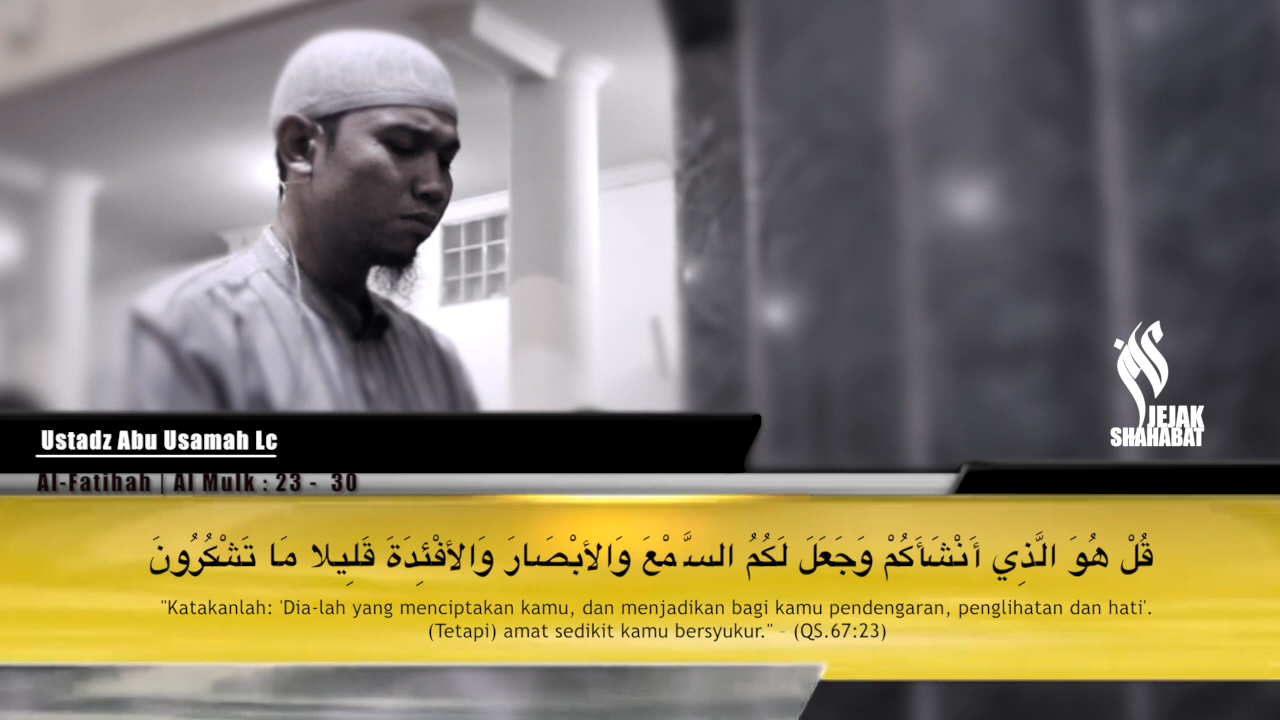 JEJAK
SHAHABAT
Ustadz Abu Usamah Lc
Al-Fatihah | Al Mulk : 23 - 30
قُلْ هُوَ الَّذِي أَنْشَأَكُمْ وَجَعَلَ لَكُمُ السَّمْعَ وَالأبْصَارَ وَالأفْئِدَةَ قَلِيلا مَا تَشْكُرُونَ
"Katakanlah: 'Dia-lah yang menciptakan kamu, dan menjadikan bagi kamu pendengaran, penglihatan dan hati'.
(Tetapi) amat sedikit kamu bersyukur." - (QS.67:23)